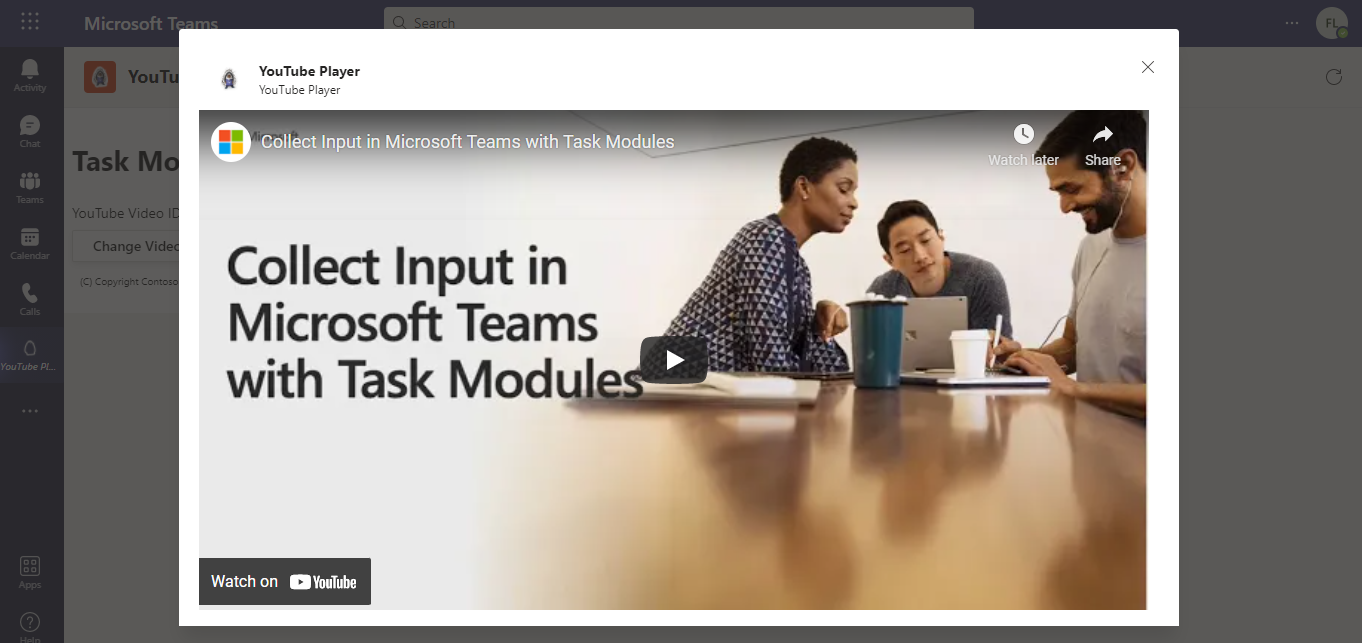 Microsoft Teams
Search
FL
Activity
Chat
Teams
Calendar
Calls
YouTube Pl...
Apps
Help
YouTu
Task Mo
YouTube Video ID
Change Video
(C) Copyright Contoso
YouTube Player
YouTube Player
Microsoft
Collect Input in Microsoft Teams with Task Modules
Watch later
Share
Collect Input in
Microsoft Teams
with Task Modules
Watch on YouTube